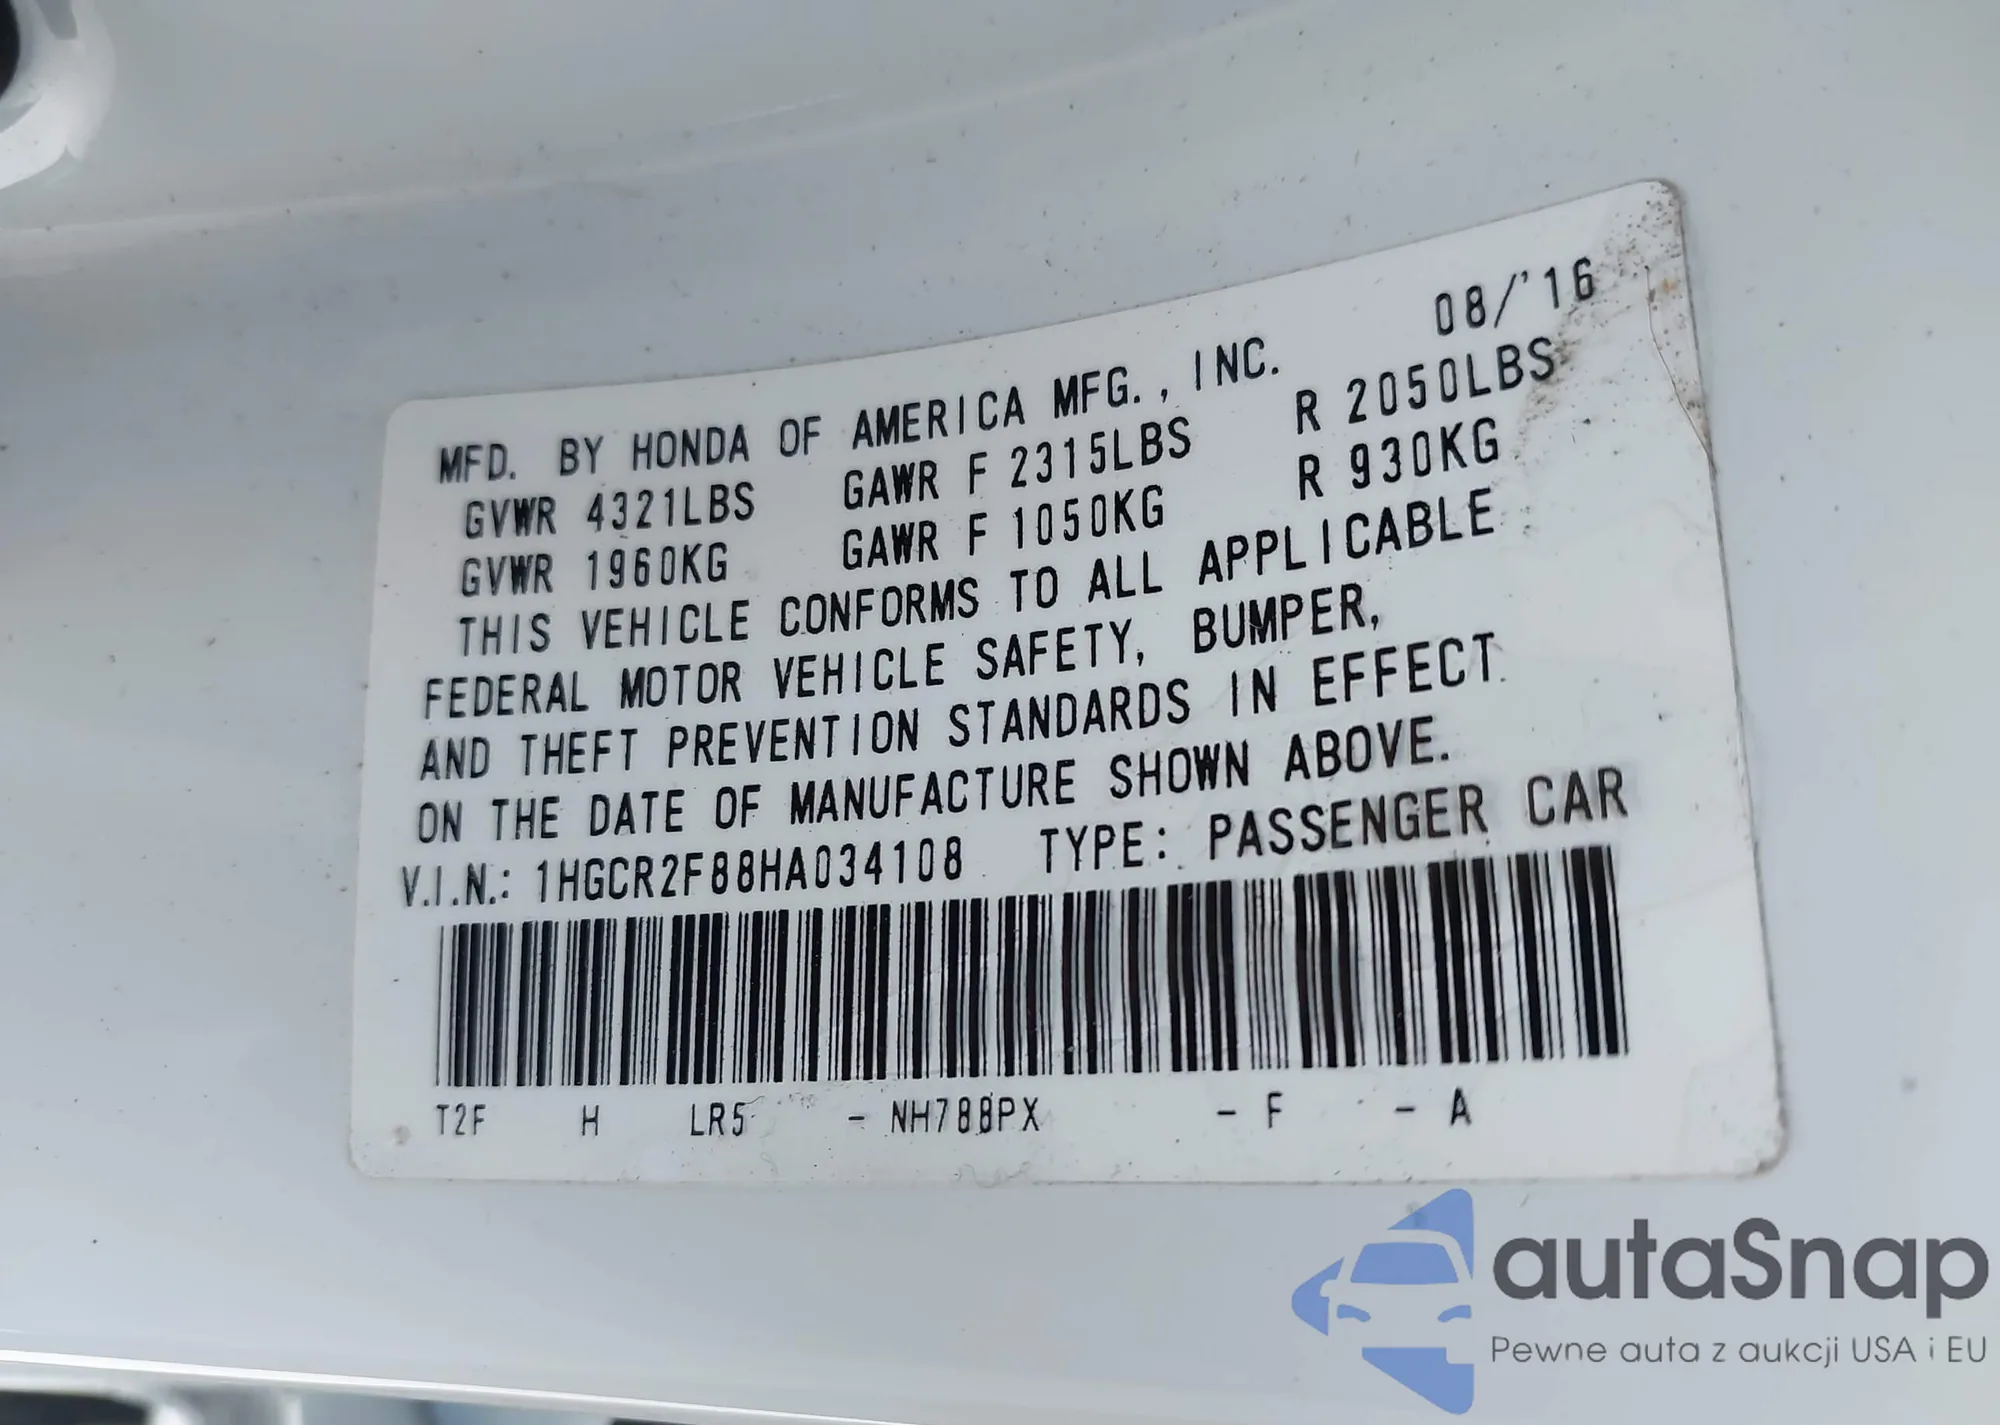 MFD. BY HONDA OF AMERICA MFG., INC. 08/'16
GVWR 4321LBS GAWR F 2315LBS R 2050LBS
GVWR 1960KG GAWR F 1050KG R 930KG
THIS VEHICLE CONFORMS TO ALL APPLICABLE
FEDERAL MOTOR VEHICLE SAFETY, BUMPER,
AND THEFT PREVENTION STANDARDS IN EFFECT
ON THE DATE OF MANUFACTURE SHOWN ABOVE.
V.I.N.: 1HGCR2F88HA034108 TYPE: PASSENGER CAR
T2F H LR5 - NH788PX - F - A
autaSnap
Pewne auta z aukcji USA i EU